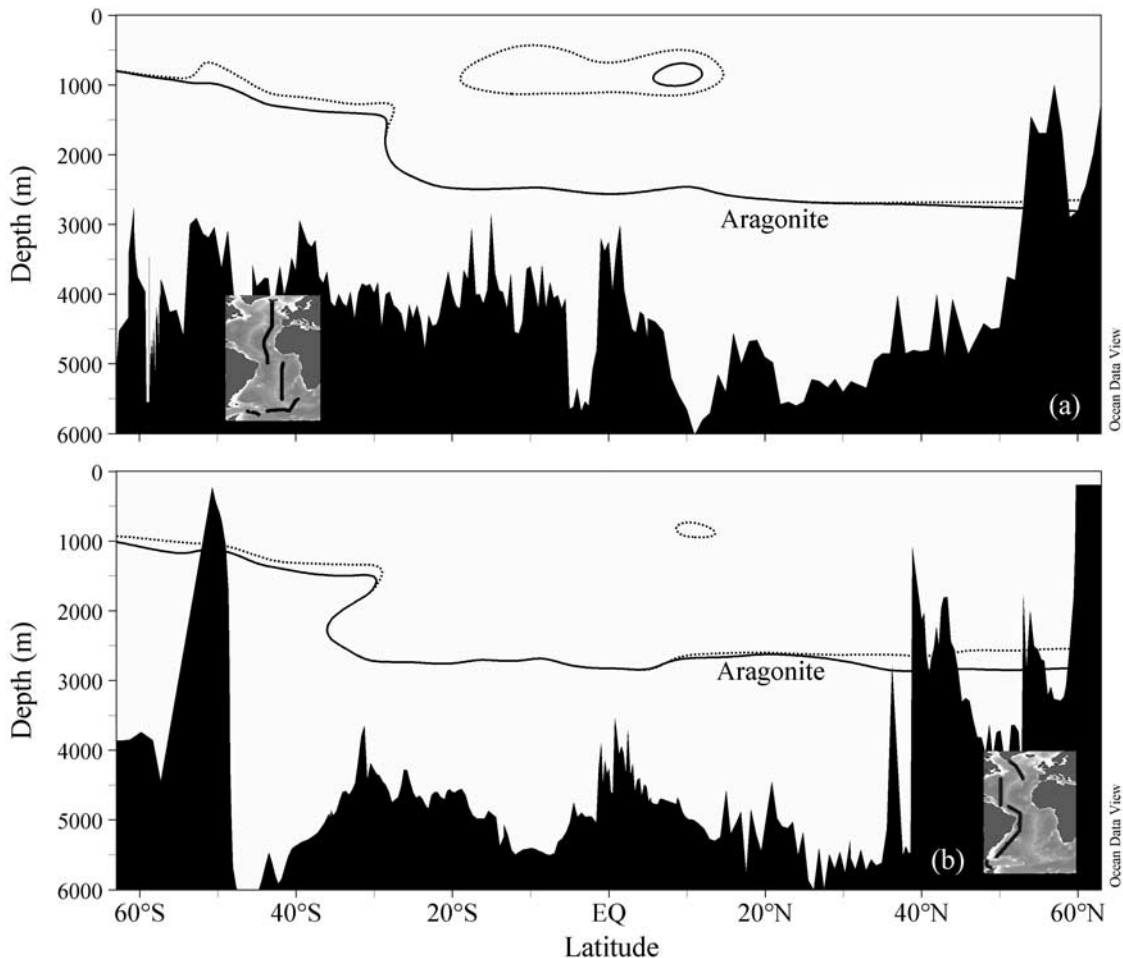 0
1000
2000
3000
4000
5000
6000
Depth (m)
Aragonite
(a)
Ocean Data View
0
1000
2000
3000
4000
5000
6000
Depth (m)
Aragonite
(b)
Ocean Data View
60°S 40°S 20°S EQ 20°N 40°N 60°N
Latitude